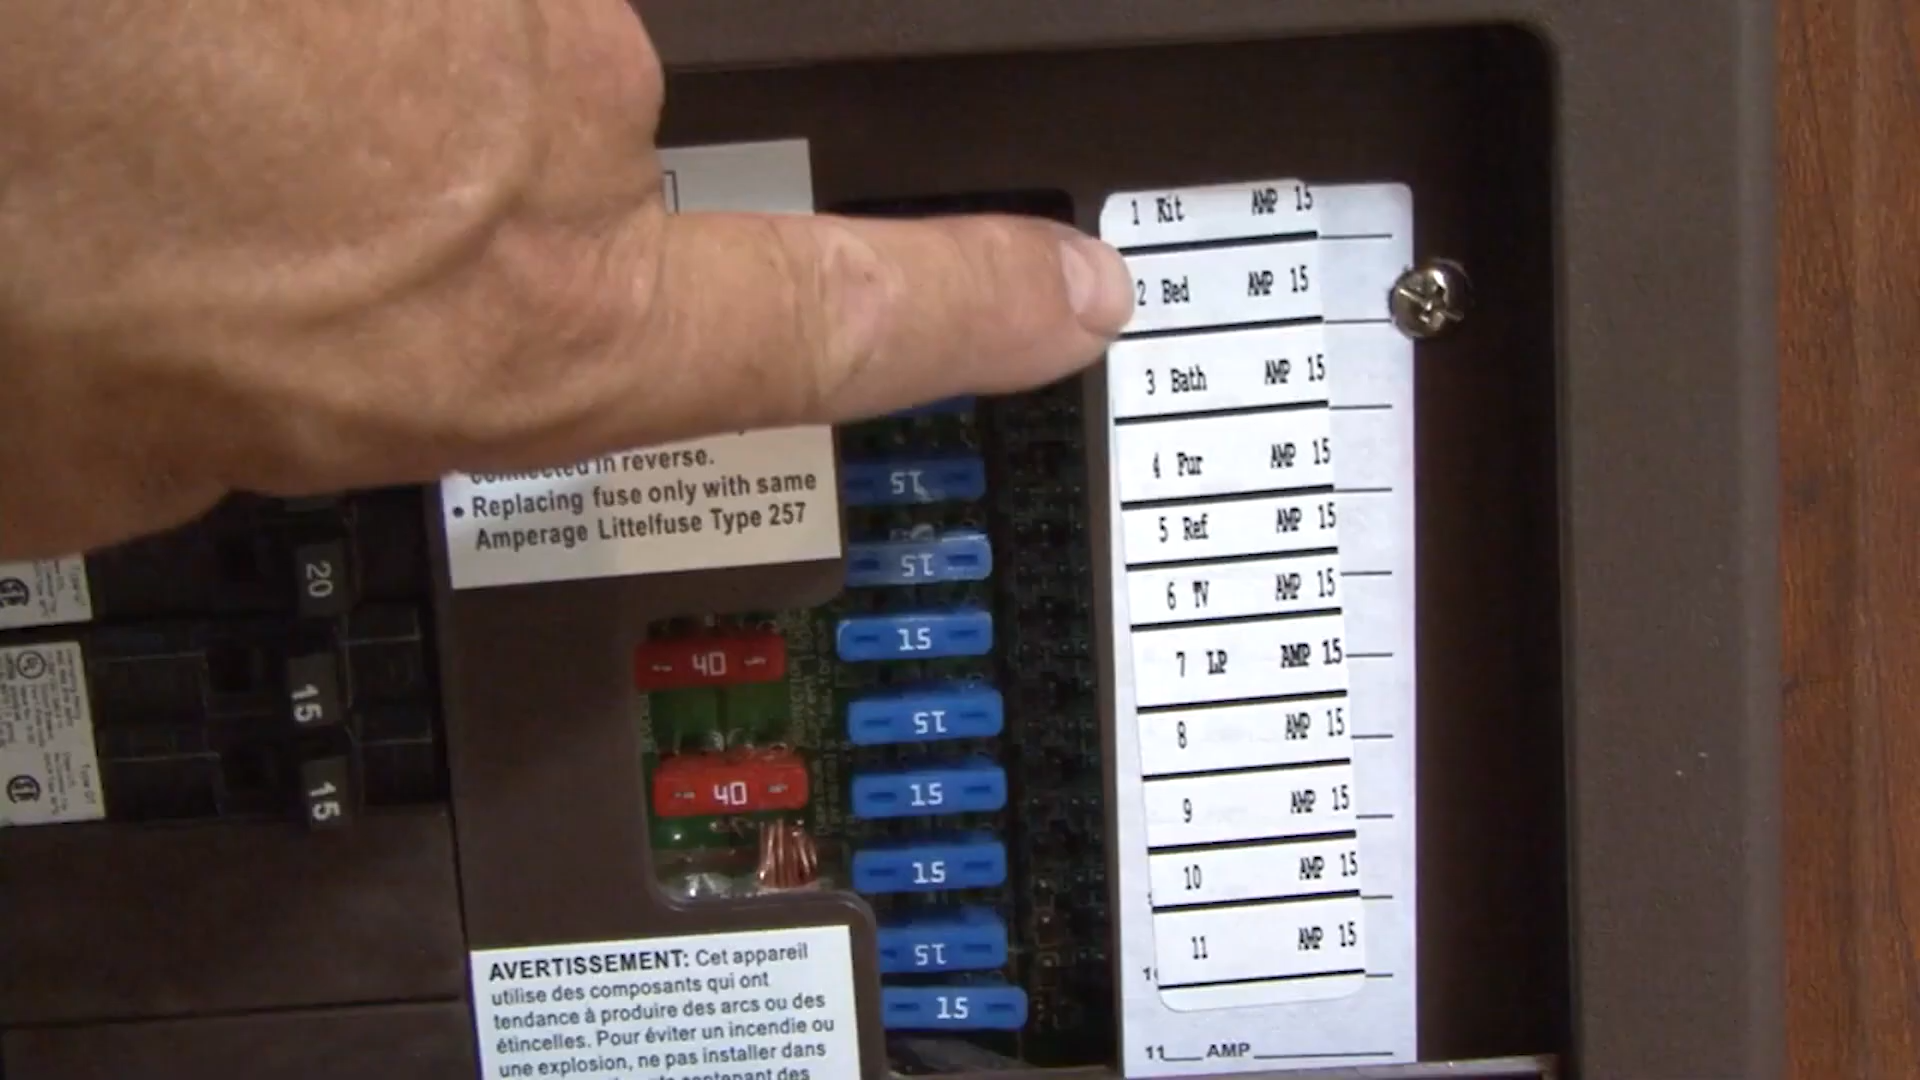 connected in reverse.
• Replacing fuse only with same
Amperage Littelfuse Type 257
20
15
15
40
40
15
15
15
15
15
15
15
15
AVERTISSEMENT: Cet appareil
utilise des composants qui ont
tendance à produire des arcs ou des
étincelles. Pour éviter un incendie ou
une explosion, ne pas installer dans
contenant des
1 Kit AMP 15
2 Bed AMP 15
3 Bath AMP 15
4 Fur AMP 15
5 Ref AMP 15
6 TV AMP 15
7 LP AMP 15
8 AMP 15
9 AMP 15
10 AMP 15
11 AMP 15
11___ AMP